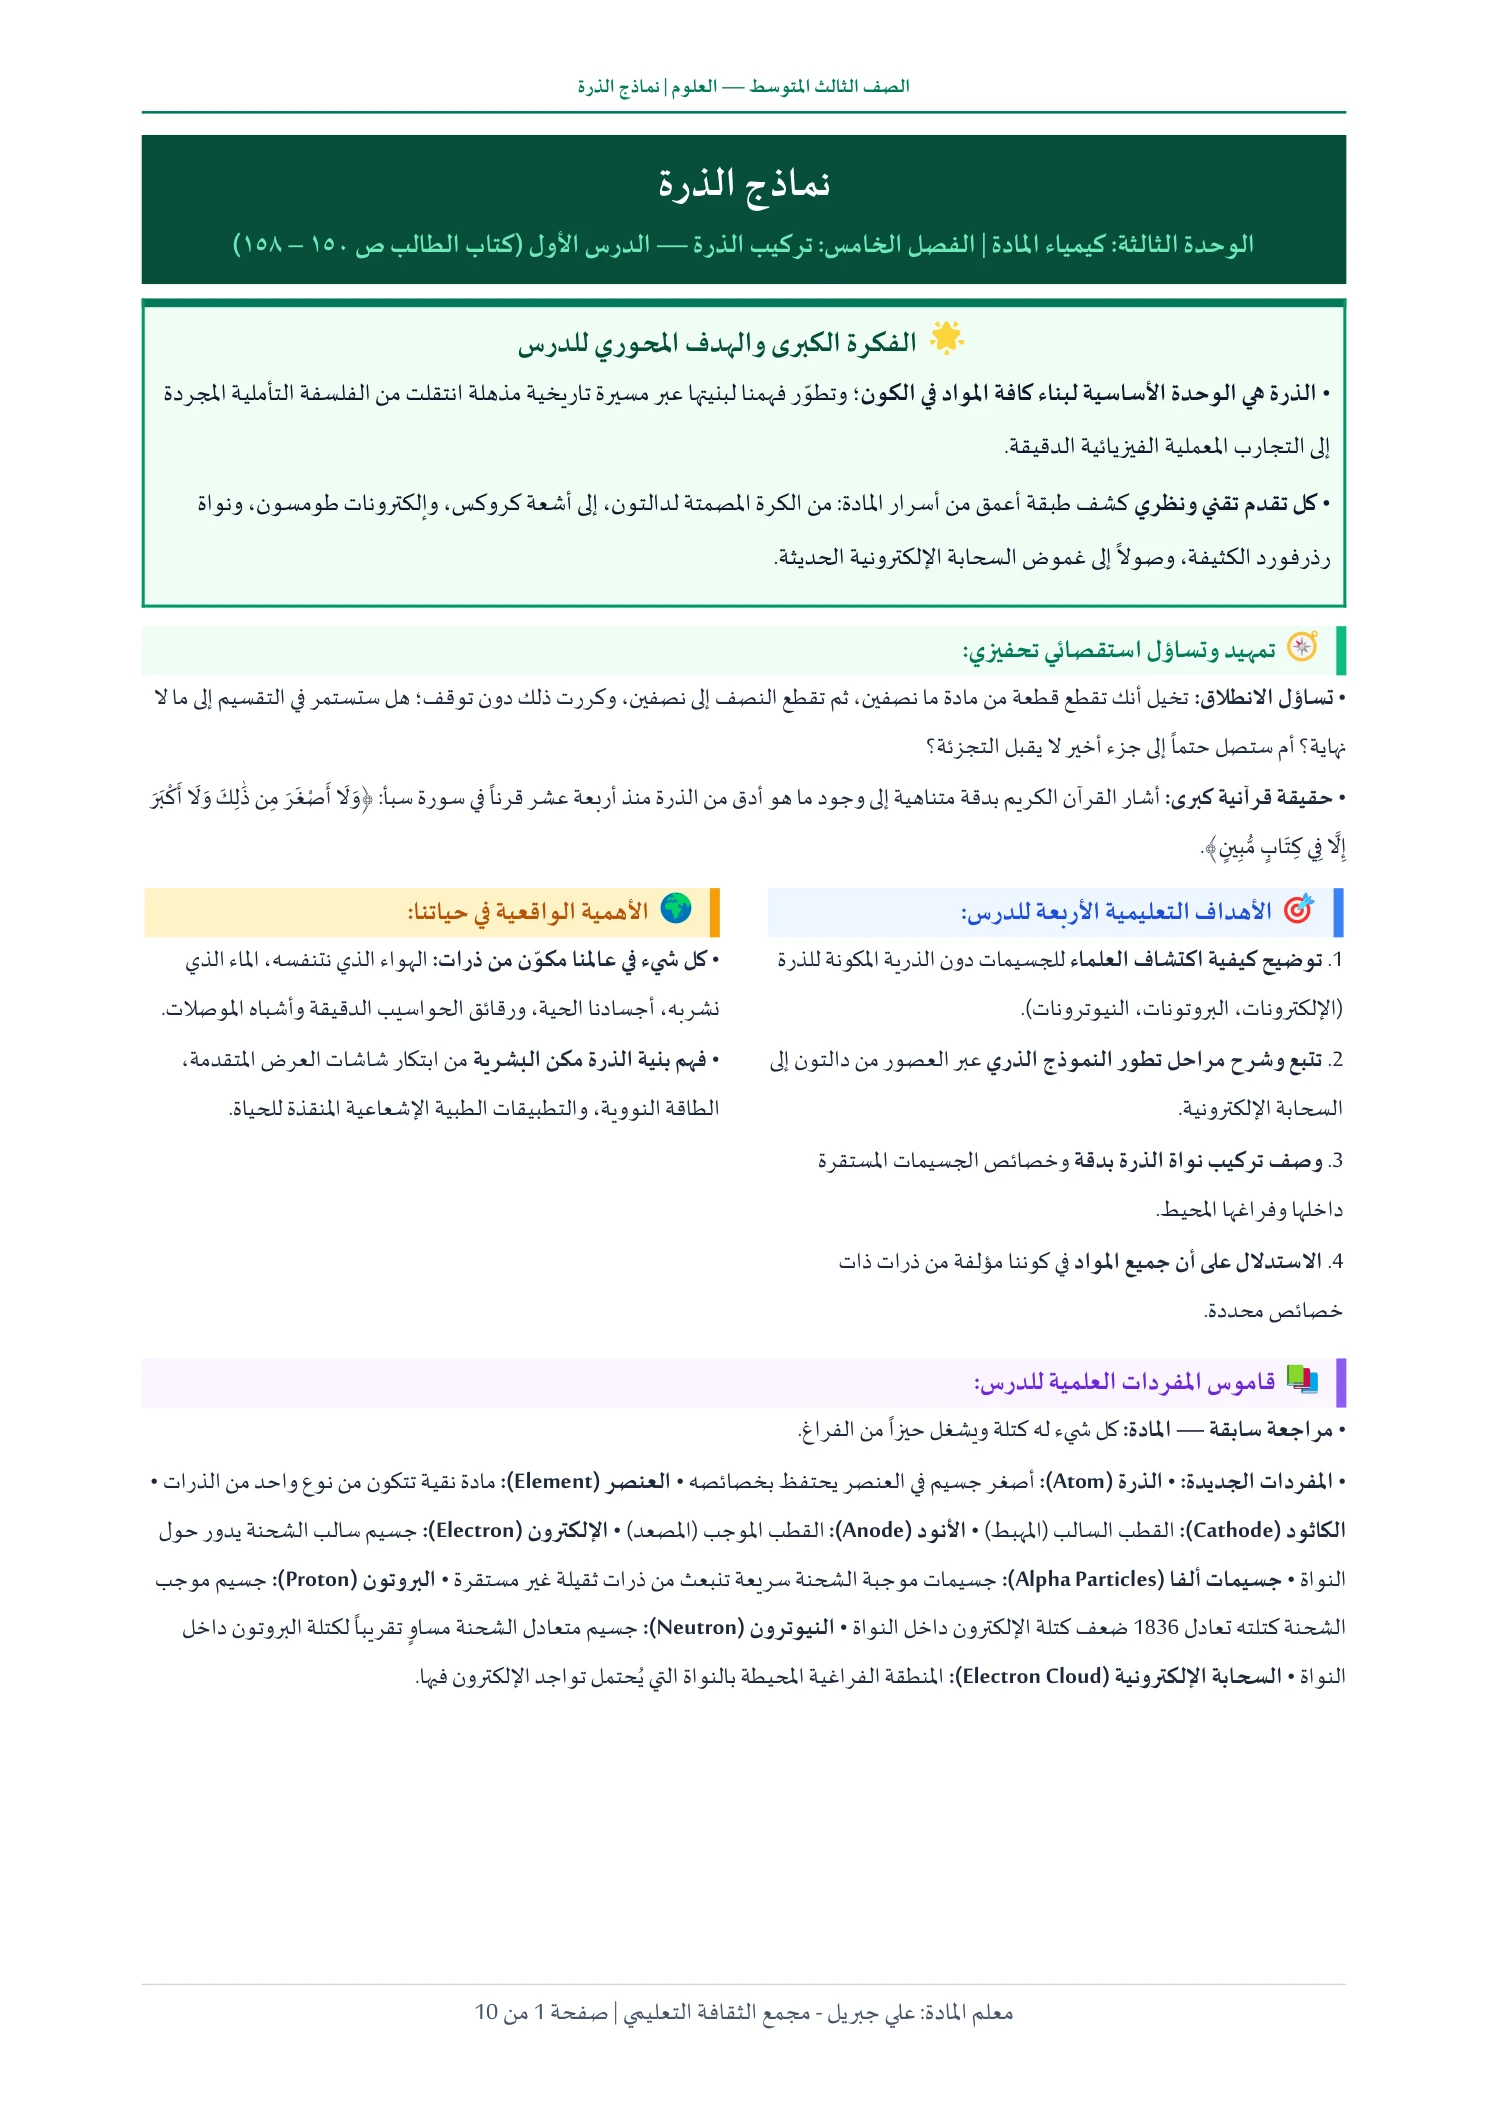 الصف الثالث المتوسط — العلوم | نماذج الذرة
نماذج الذرة
الوحدة الثالثة: كيمياء المادة | الفصل الخامس: تركيب الذرة — الدرس الأول (كتاب الطالب ص ١٥٠ – ١٥٨)
الفكرة الكبرى والهدف المحوري للدرس
• الذرة هي الوحدة الأساسية لبناء كافة المواد في الكون؛ وتطوّر فهمنا لبنيتها عبر مسيرة تاريخية مذهلة انتقلت من الفلسفة التأملية المجردة
إلى التجارب المعملية الفيزيائية الدقيقة.
• كل تقدم تقني ونظري كشف طبقة أعمق من أسرار المادة: من الكرة المصمتة لدالتون، إلى أشعة كروكس، وإلكترونات طومسون، ونواة
رذرفورد الكثيفة، وصولاً إلى غموض السحابة الإلكترونية الحديثة.
تمهيد وتساؤل استقصائي تحفيزي:
• تساؤل الانطلاق: تخيل أنك تقطع قطعة من مادة ما نصفين، ثم تقطع النصف إلى نصفين، وكررت ذلك دون توقف؛ هل ستستمر في التقسيم إلى ما لا
نهاية؟ أم ستصل حتماً إلى جزء أخير لا يقبل التجزئة؟
• حقيقة قرآنية كبرى: أشار القرآن الكريم بدقة متناهية إلى وجود ما هو أدق من الذرة منذ أربعة عشر قرناً في سورة سبأ: ﴿وَلَا أَصْغَرَ مِن ذَٰلِكَ وَلَا أَكْبَرَ
إِلَّا فِي كِتَابٍ مُّبِينٍ﴾.
الأهداف التعليمية الأربعة للدرس:
1. توضيح كيفية اكتشاف العلماء للجسيمات دون الذرية المكونة للذرة
(الإلكترونات، البروتونات، النيوترونات).
2. تتبع وشرح مراحل تطور النموذج الذري عبر العصور من دالتون إلى
السحابة الإلكترونية.
3. وصف تركيب نواة الذرة بدقة وخصائص الجسيمات المستقرة
داخلها وفراغها المحيط.
4. الاستدلال على أن جميع المواد في كوننا مؤلفة من ذرات ذات
خصائص محددة.
الأهمية الواقعية في حياتنا:
• كل شيء في عالمنا مكوّن من ذرات: الهواء الذي نتنفسه، الماء الذي
نشربه، أجسادنا الحية، ورقائق الحواسيب الدقيقة وأشباه الموصلات.
• فهم بنية الذرة مكن البشرية من ابتكار شاشات العرض المتقدمة،
الطاقة النووية، والتطبيقات الطبية الإشعاعية المنقذة للحياة.
قاموس المفردات العلمية للدرس:
• مراجعة سابقة — المادة: كل شيء له كتلة ويشغل حيزاً من الفراغ.
• المفردات الجديدة: • الذرة (Atom): أصغر جسيم في العنصر يحتفظ بخصائصه • العنصر (Element): مادة نقية تتكون من نوع واحد من الذرات •
الكاثود (Cathode): القطب السالب (المهبط) • الأنود (Anode): القطب الموجب (المصعد) • الإلكترون (Electron): جسيم سالب الشحنة يدور حول
النواة • جسيمات ألفا (Alpha Particles): جسيمات موجبة الشحنة سريعة تنبعث من ذرات ثقيلة غير مستقرة • البروتون (Proton): جسيم موجب
الشحنة كتلته تعادل 1836 ضعف كتلة الإلكترون داخل النواة • النيوترون (Neutron): جسيم متعادل الشحنة مساوٍ تقريباً لكتلة البروتون داخل
النواة • السحابة الإلكترونية (Electron Cloud): المنطقة الفراغية المحيطة بالنواة التي يُحتمل تواجد الإلكترون فيها.
معلم المادة: علي جبريل - مجمع الثقافة التعليمي | صفحة 1 من 10